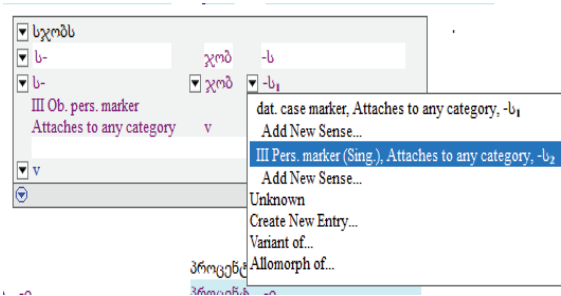 სჯობს
ს- ჯობ -ს
ს- ჯობ -ს1
III Ob. pers. marker
Attaches to any category v
v
dat. case marker, Attaches to any category, -ს1
Add New Sense...
III Pers. marker (Sing.), Attaches to any category, -ს2
Add New Sense...
Unknown
Create New Entry...
Variant of...
Allomorph of...
პროცენტ